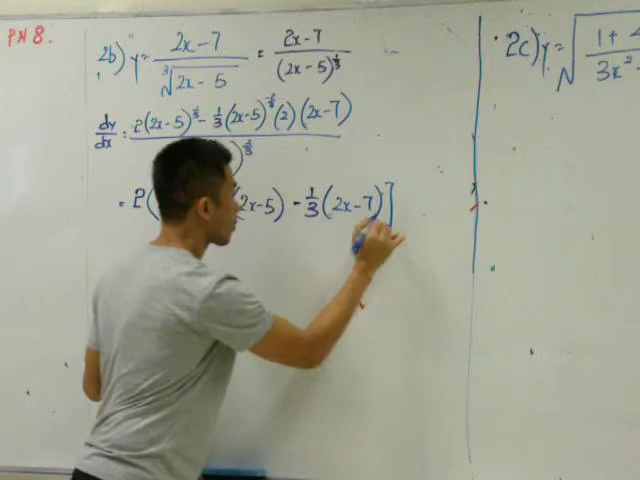 PN 8.
2b) y = 2x-7 / ∛(2x-5) = 2x-7 / (2x-5)^⅓
dy/dx = 2(2x-5)^⅓ - ⅓(2x-5)^-⅔ (2)(2x-7)
)^⅔
= 2( (2x-5) - ⅓(2x-7)]
2c) y = √ 1+4
3x²-